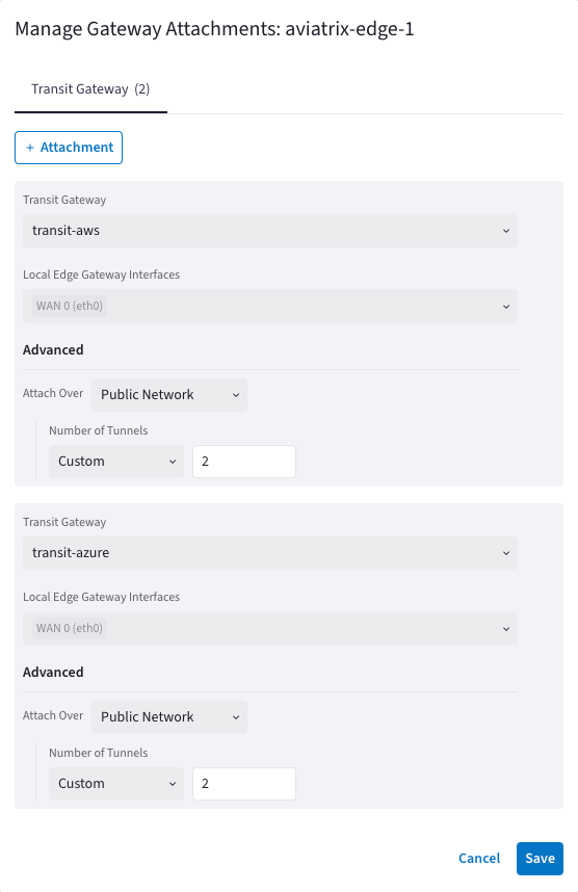 Manage Gateway Attachments: aviatrix-edge-1
Transit Gateway (2)
+ Attachment
Transit Gateway
transit-aws
Local Edge Gateway Interfaces
WAN 0 (eth0)
Advanced
Attach Over Public Network
Number of Tunnels
Custom 2
Transit Gateway
transit-azure
Local Edge Gateway Interfaces
WAN 0 (eth0)
Advanced
Attach Over Public Network
Number of Tunnels
Custom 2
Cancel Save